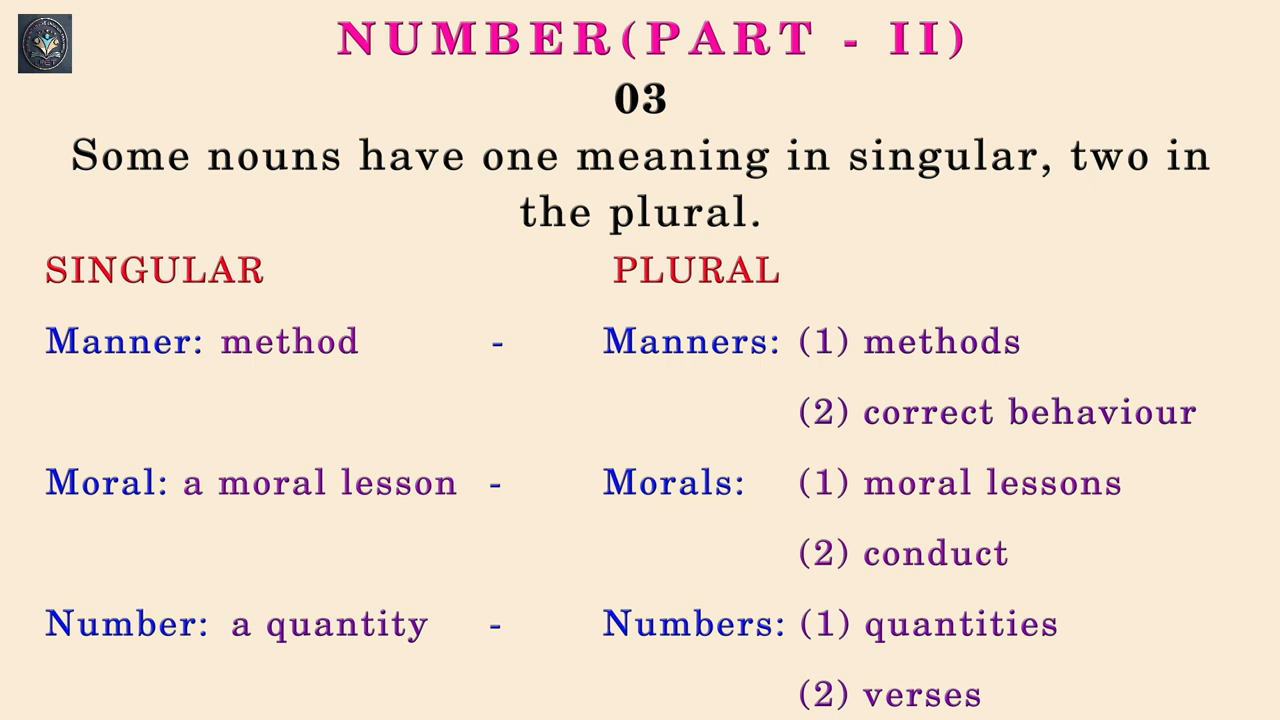 NUMBER(PART - II)
03
Some nouns have one meaning in singular, two in
the plural.
SINGULAR PLURAL
Manner: method - Manners: (1) methods
(2) correct behaviour
Moral: a moral lesson - Morals: (1) moral lessons
(2) conduct
Number: a quantity - Numbers: (1) quantities
(2) verses